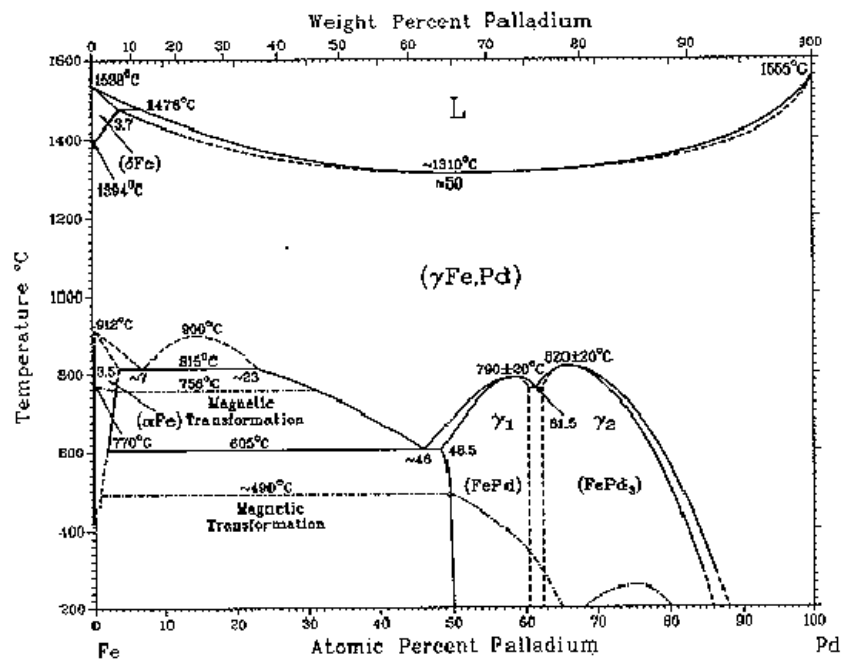 Weight Percent Palladium
0 10 20 30 40 50 60 70 80 90 100
1600
1538°C
1555°C
1478°C
L
3.7
1400
(δFe)
~1310°C
≈50
1394°C
1200
Temperature °C
(γFe,Pd)
1000
912°C
900°C
820±20°C
815°C
790±20°C
800
3.5
~7
756°C
~23
Magnetic
Transformation
(αFe)
61.5
γ₁
γ₂
770°C
605°C
600
~46
48.5
~490°C
(FePd)
(FePd₃)
Magnetic
Transformation
400
200
0 10 20 30 40 50 60 70 80 90 100
Fe
Atomic Percent Palladium
Pd